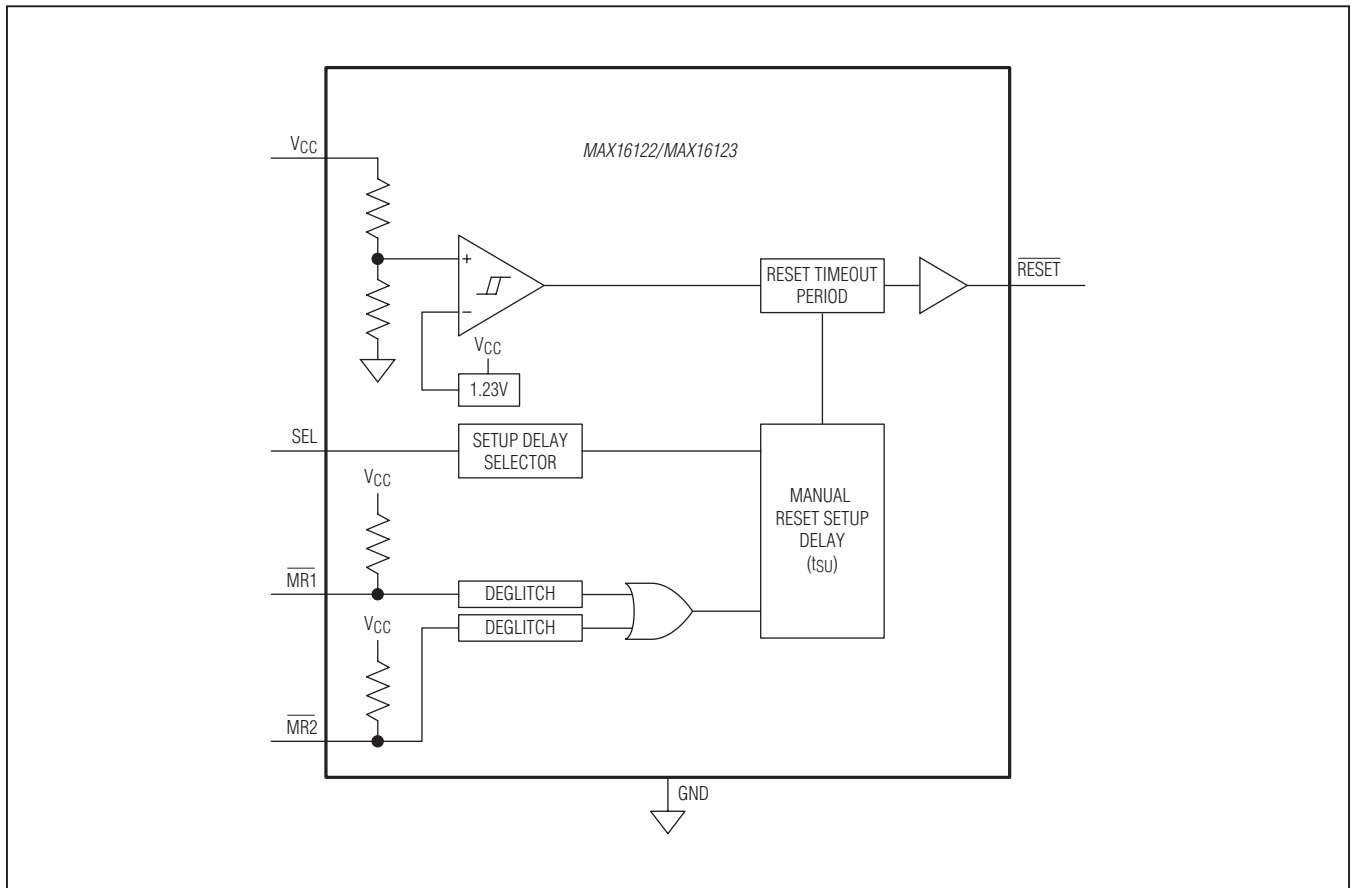 MAX16122/MAX16123
VCC
+
−
VCC
1.23V
RESET TIMEOUT
PERIOD
RESET
SEL
SETUP DELAY
SELECTOR
VCC
MANUAL
RESET SETUP
DELAY
(tSU)
MR1
DEGLITCH
VCC
DEGLITCH
MR2
GND